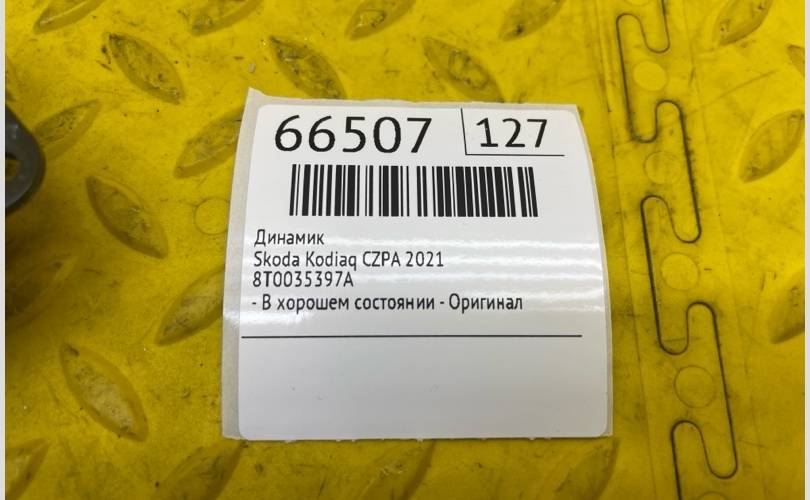 66507 127
Динамик
Skoda Kodiaq CZPA 2021
8T0035397A
- В хорошем состоянии - Оригинал